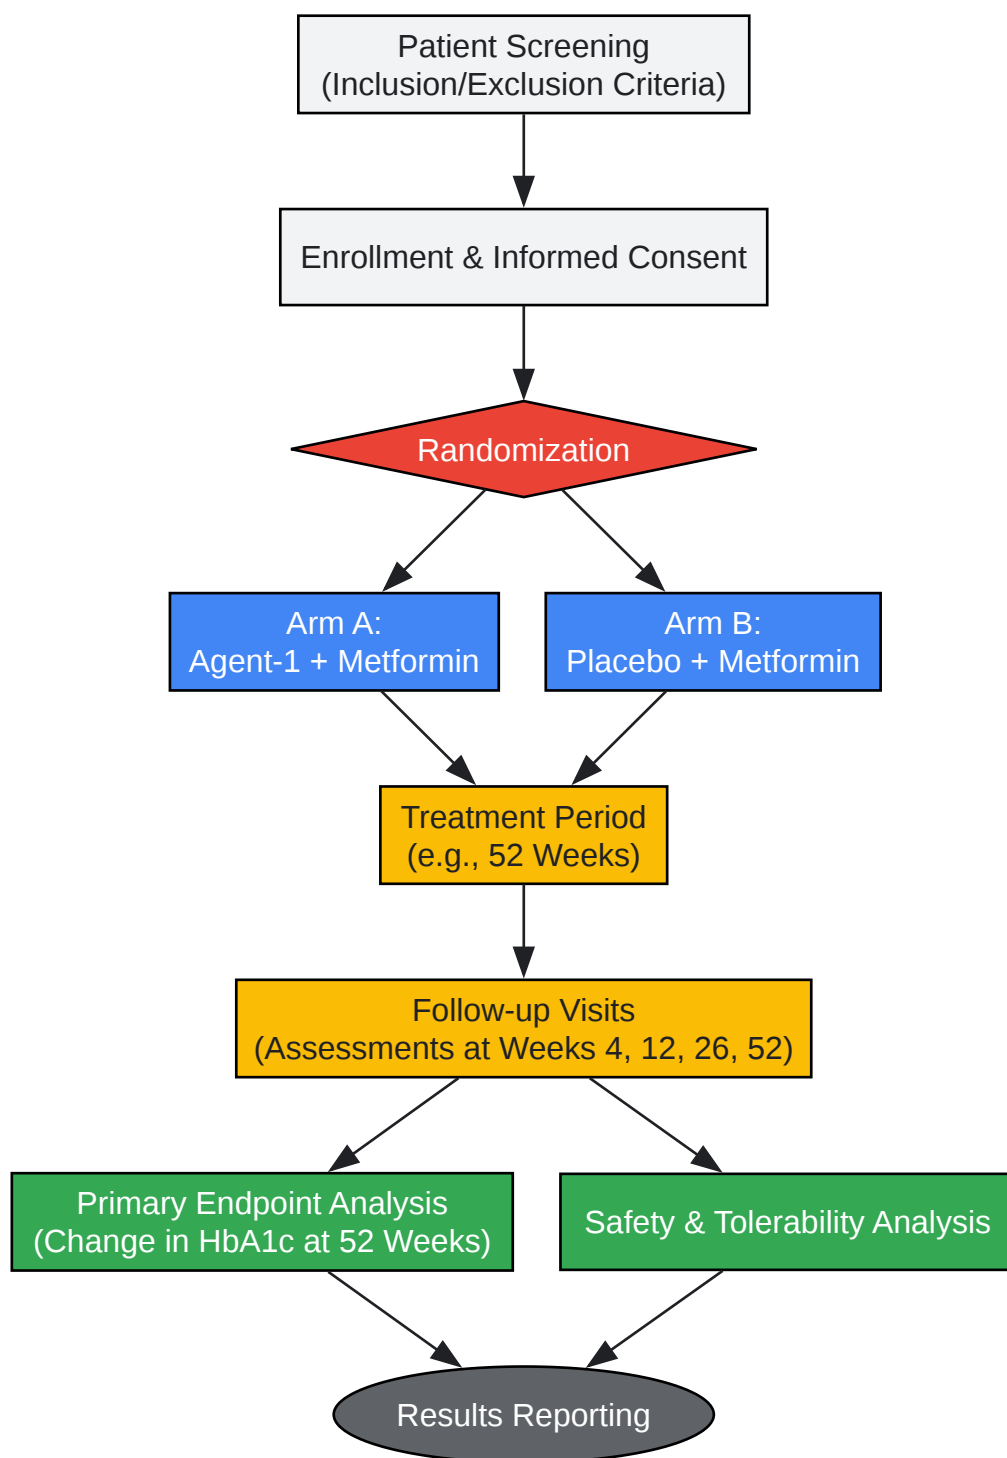 Patient Screening
(Inclusion/Exclusion Criteria)
Enrollment & Informed Consent
Randomization
Arm A:
Agent-1 + Metformin
Arm B:
Placebo + Metformin
Treatment Period
(e.g., 52 Weeks)
Follow-up Visits
(Assessments at Weeks 4, 12, 26, 52)
Primary Endpoint Analysis
(Change in HbA1c at 52 Weeks)
Safety & Tolerability Analysis
Results Reporting